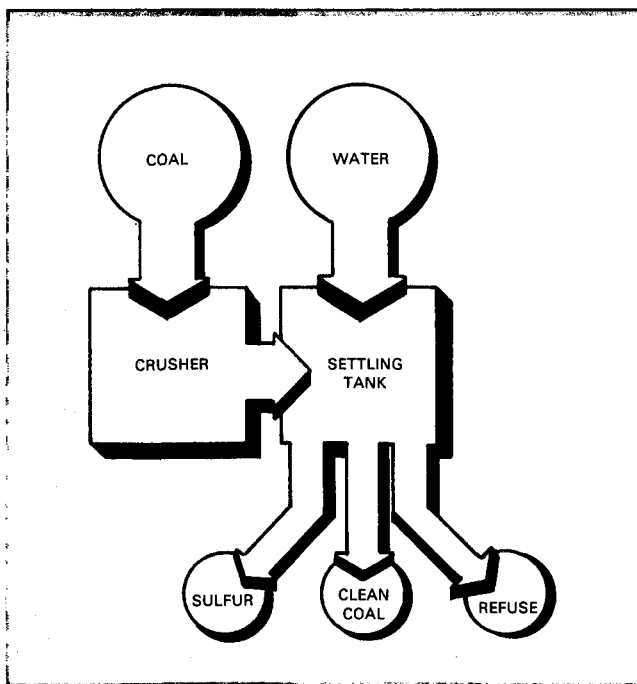 COAL
WATER
CRUSHER
SETTLING
TANK
SULFUR
CLEAN
COAL
REFUSE